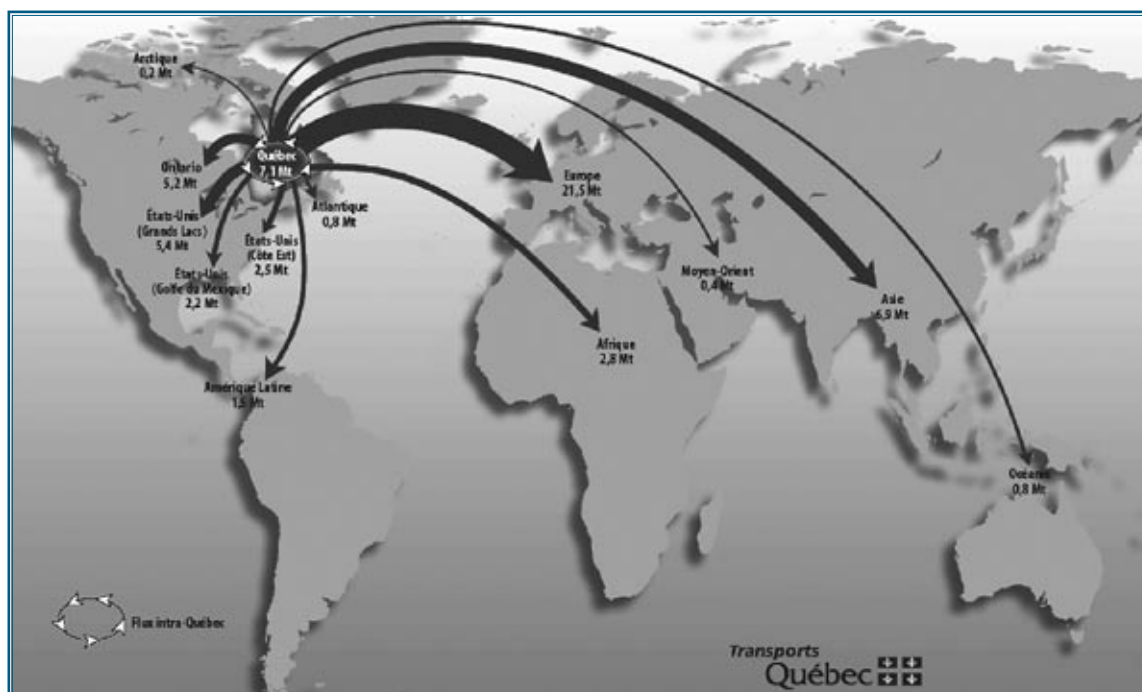 Arctique
0,2 Mt
Québec
7,1 Mt
Ontario
5,2 Mt
États-Unis
(Grands Lacs)
5,4 Mt
États-Unis
(Côte Est)
2,5 Mt
États-Unis
(Golfe du Mexique)
2,2 Mt
Atlantique
0,8 Mt
Amérique Latine
1,5 Mt
Europe
21,5 Mt
Moyen-Orient
0,4 Mt
Afrique
2,8 Mt
Asie
6,9 Mt
Océanie
0,8 Mt
Flux intra-Québec
Transports
Québec